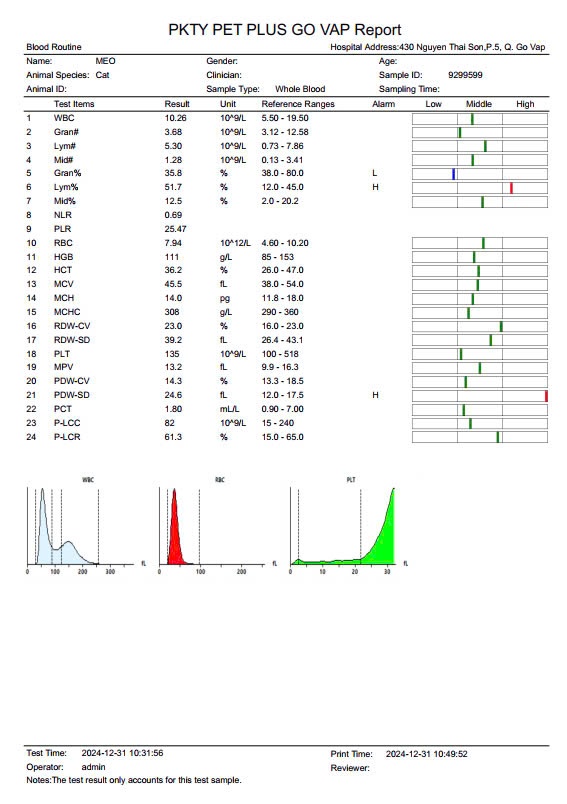 PKTY PET PLUS GO VAP Report
Blood Routine Hospital Address:430 Nguyen Thai Son,P.5, Q. Go Vap
Name: MEO Gender: Age:
Animal Species: Cat Clinician: Sample ID: 9299599
Animal ID: Sample Type: Whole Blood Sampling Time:
Test Items Result Unit Reference Ranges Alarm Low Middle High
1 WBC 10.26 10^9/L 5.50 - 19.50
2 Gran# 3.68 10^9/L 3.12 - 12.58
3 Lym# 5.30 10^9/L 0.73 - 7.86
4 Mid# 1.28 10^9/L 0.13 - 3.41
5 Gran% 35.8 % 38.0 - 80.0 L
6 Lym% 51.7 % 12.0 - 45.0 H
7 Mid% 12.5 % 2.0 - 20.2
8 NLR 0.69
9 PLR 25.47
10 RBC 7.94 10^12/L 4.60 - 10.20
11 HGB 111 g/L 85 - 153
12 HCT 36.2 % 26.0 - 47.0
13 MCV 45.5 fL 38.0 - 54.0
14 MCH 14.0 pg 11.8 - 18.0
15 MCHC 308 g/L 290 - 360
16 RDW-CV 23.0 % 16.0 - 23.0
17 RDW-SD 39.2 fL 26.4 - 43.1
18 PLT 135 10^9/L 100 - 518
19 MPV 13.2 fL 9.9 - 16.3
20 PDW-CV 14.3 % 13.3 - 18.5
21 PDW-SD 24.6 fL 12.0 - 17.5 H
22 PCT 1.80 mL/L 0.90 - 7.00
23 P-LCC 82 10^9/L 15 - 240
24 P-LCR 61.3 % 15.0 - 65.0
WBC RBC PLT
0 100 200 300 fL 0 100 200 fL 0 10 20 30 fL
Test Time: 2024-12-31 10:31:56 Print Time: 2024-12-31 10:49:52
Operator: admin Reviewer:
Notes:The test result only accounts for this test sample.